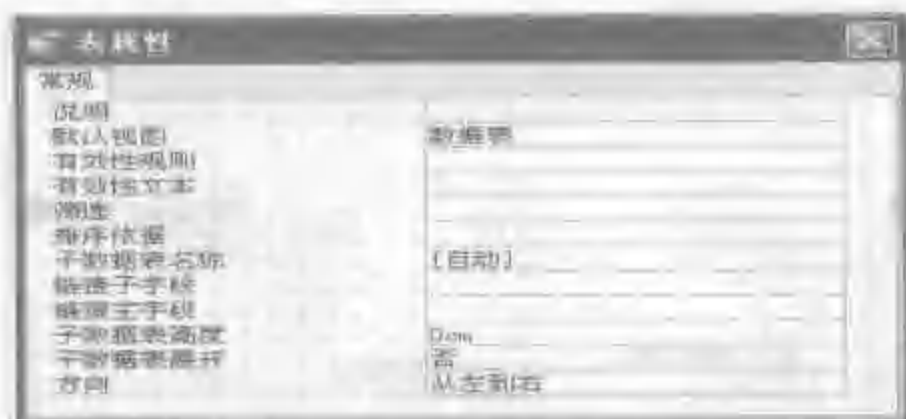 表属性
常规
说明
默认视图 数据表
有效性规则
有效性文本
筛选
排序依据
子数据表名称 [自动]
链接子字段
链接主字段
子数据表高度 0cm
子数据表展开 否
方向 从左到右